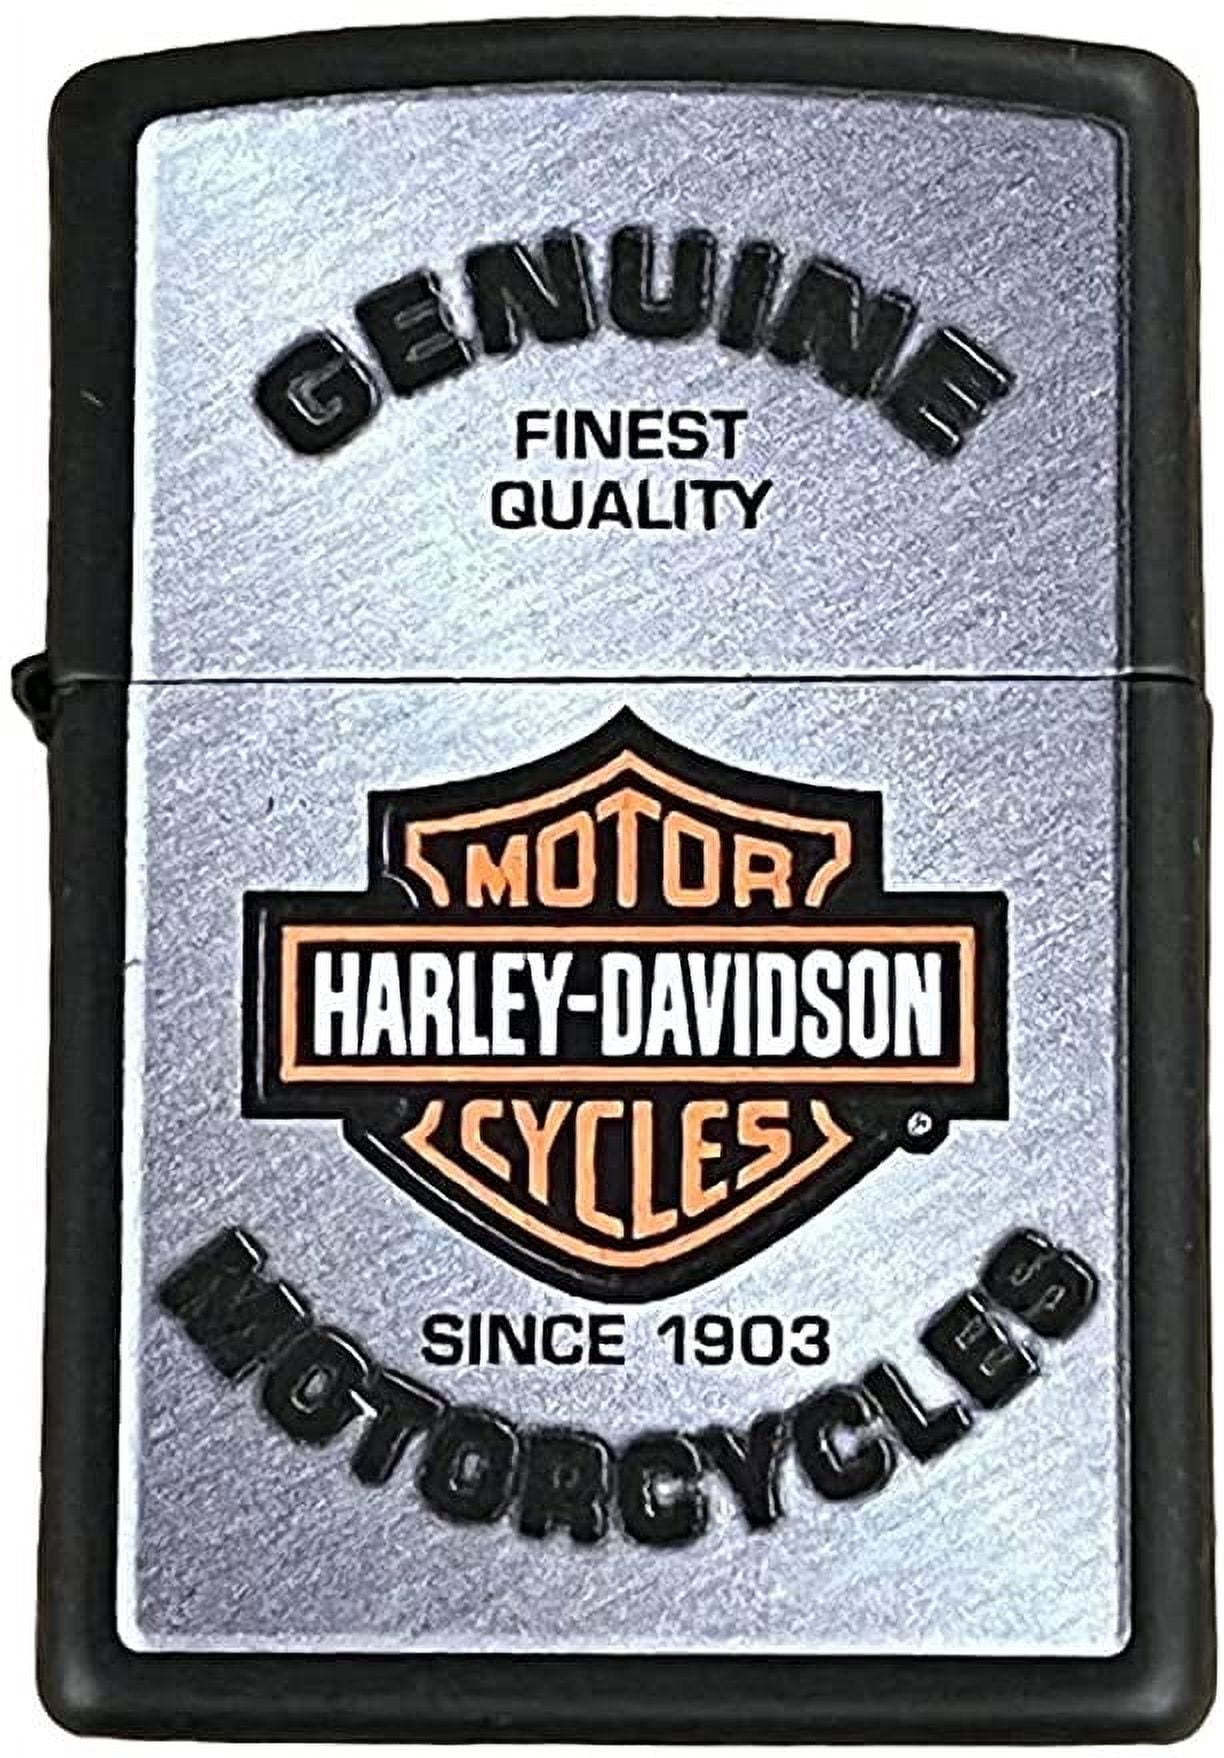 GENUINE
FINEST
QUALITY
MOTOR
HARLEY-DAVIDSON
CYCLES
®
SINCE 1903
MOTORCYCLES